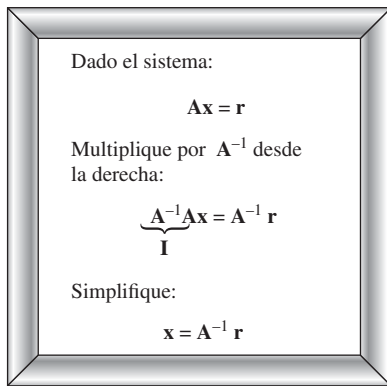 Dado el sistema:
Ax = r
Multiplique por A⁻¹ desde
la derecha:
A⁻¹Ax = A⁻¹ r
I
Simplifique:
x = A⁻¹ r